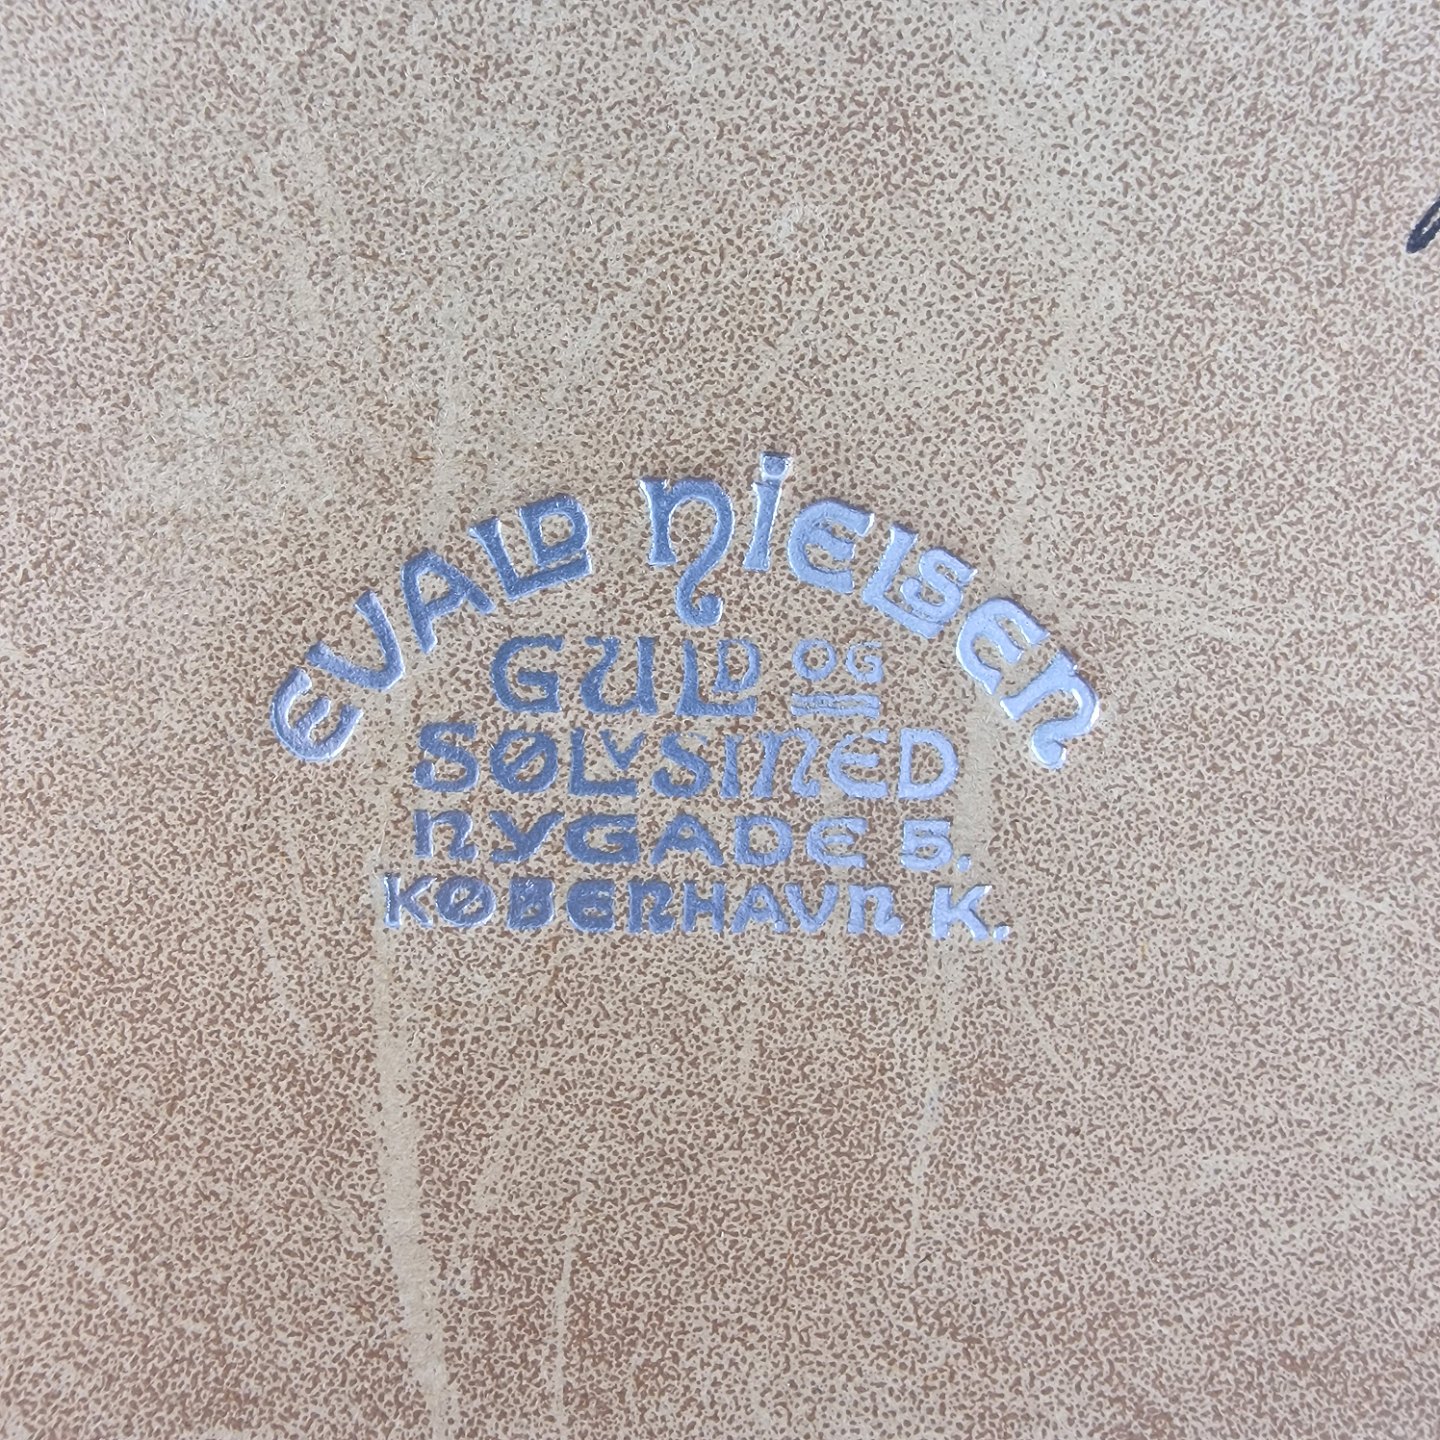 EVALD NIELSEN
GULD OG
SØLVSMED
NYGADE 5.
KØBENHAVN K.